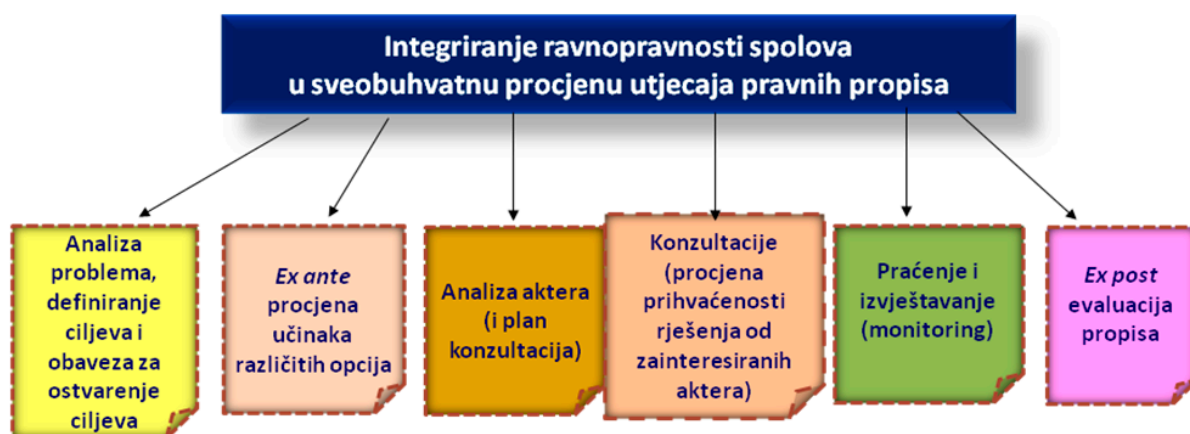 Integriranje ravnopravnosti spolova
u sveobuhvatnu procjenu utjecaja pravnih propisa
Analiza
problema,
definiranje
ciljeva i
obaveza za
ostvarenje
ciljeva
Ex ante
procjena
učinaka
različitih opcija
Analiza aktera
(i plan
konzultacija)
Konzultacije
(procjena
prihvaćenosti
rješenja od
zainteresiranih
aktera)
Praćenje i
izvještavanje
(monitoring)
Ex post
evaluacija
propisa